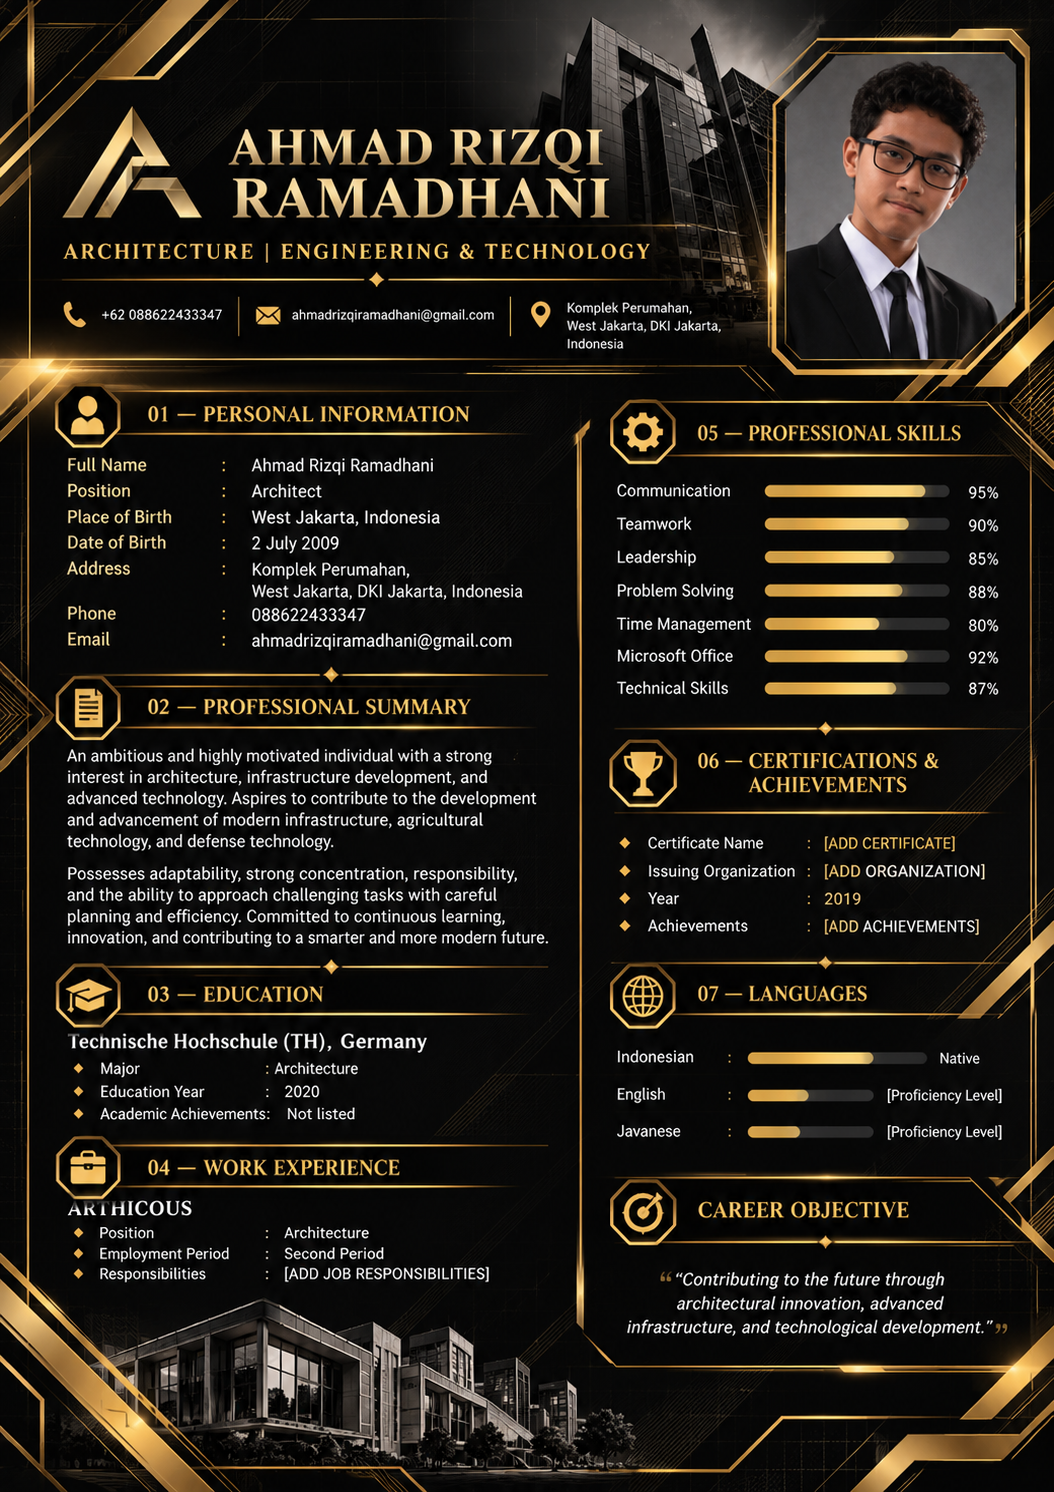 AHMAD RIZQI
RAMADHANI
ARCHITECTURE | ENGINEERING & TECHNOLOGY
+62 088622433347
ahmadrizqiramadhani@gmail.com
Komplek Perumahan,
West Jakarta, DKI Jakarta,
Indonesia
01 — PERSONAL INFORMATION
Full Name : Ahmad Rizqi Ramadhani
Position : Architect
Place of Birth : West Jakarta, Indonesia
Date of Birth : 2 July 2009
Address : Komplek Perumahan,
West Jakarta, DKI Jakarta, Indonesia
Phone : 088622433347
Email : ahmadrizqiramadhani@gmail.com
02 — PROFESSIONAL SUMMARY
An ambitious and highly motivated individual with a strong
interest in architecture, infrastructure development, and
advanced technology. Aspires to contribute to the development
and advancement of modern infrastructure, agricultural
technology, and defense technology.
Possesses adaptability, strong concentration, responsibility,
and the ability to approach challenging tasks with careful
planning and efficiency. Committed to continuous learning,
innovation, and contributing to a smarter and more modern future.
03 — EDUCATION
Technische Hochschule (TH), Germany
Major : Architecture
Education Year : 2020
Academic Achievements: Not listed
04 — WORK EXPERIENCE
ARTHICOUS
Position : Architecture
Employment Period : Second Period
Responsibilities : [ADD JOB RESPONSIBILITIES]
05 — PROFESSIONAL SKILLS
Communication 95%
Teamwork 90%
Leadership 85%
Problem Solving 88%
Time Management 80%
Microsoft Office 92%
Technical Skills 87%
06 — CERTIFICATIONS &
ACHIEVEMENTS
Certificate Name : [ADD CERTIFICATE]
Issuing Organization : [ADD ORGANIZATION]
Year : 2019
Achievements : [ADD ACHIEVEMENTS]
07 — LANGUAGES
Indonesian : Native
English : [Proficiency Level]
Javanese : [Proficiency Level]
CAREER OBJECTIVE
“ “Contributing to the future through
architectural innovation, advanced
infrastructure, and technological development.” ”